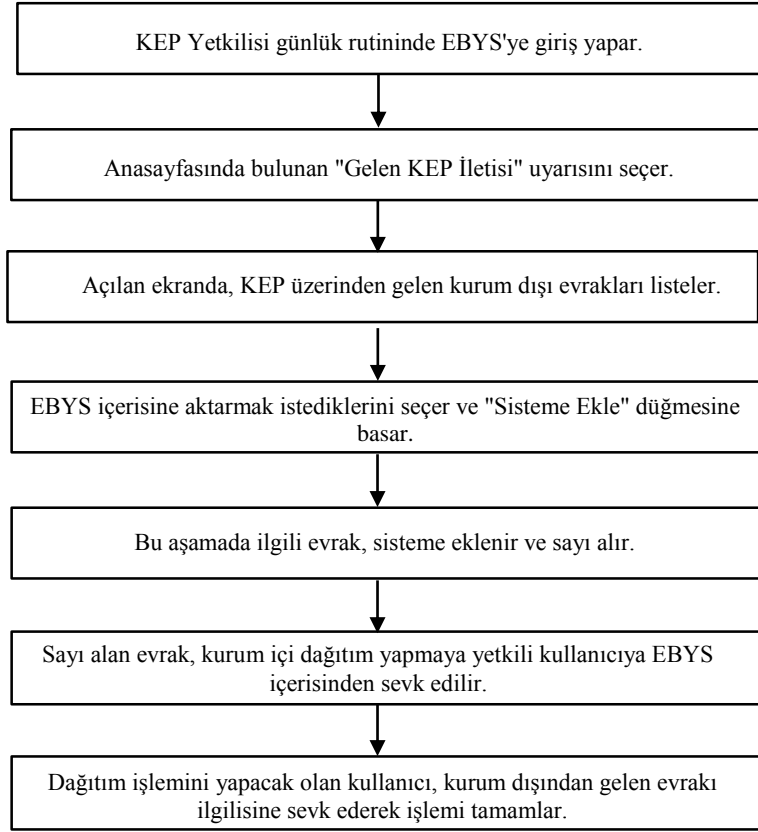 KEP Yetkilisi günlük rutininde EBYS'ye giriş yapar.
Anasayfasında bulunan "Gelen KEP İletisi" uyarısını seçer.
Açılan ekranda, KEP üzerinden gelen kurum dışı evrakları listeler.
EBYS içerisine aktarmak istediklerini seçer ve "Sisteme Ekle" düğmesine
basar.
Bu aşamada ilgili evrak, sisteme eklenir ve sayı alır.
Sayı alan evrak, kurum içi dağıtım yapmaya yetkili kullanıcıya EBYS
içerisinden sevk edilir.
Dağıtım işlemini yapacak olan kullanıcı, kurum dışından gelen evrakı
ilgilisine sevk ederek işlemi tamamlar.